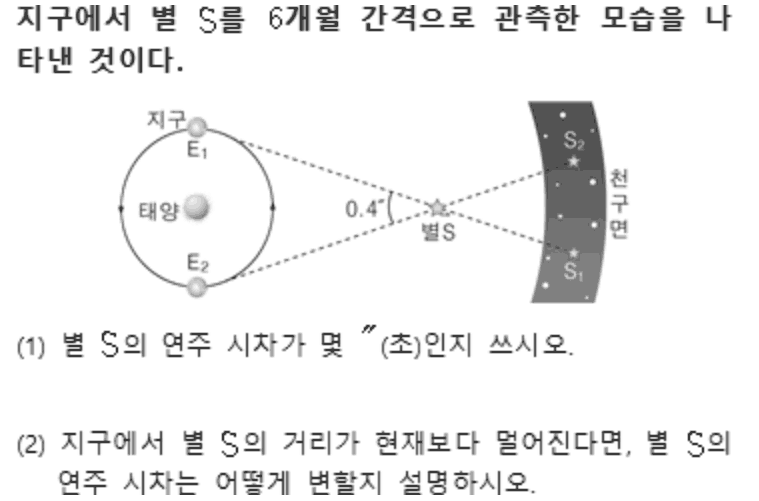 지구에서 별 S를 6개월 간격으로 관측한 모습을 나
타낸 것이다.
지구
E₁
S₂
천구면
태양
0.4″
별S
E₂
S₁
(1) 별 S의 연주 시차가 몇 ″(초)인지 쓰시오.
(2) 지구에서 별 S의 거리가 현재보다 멀어진다면, 별 S의
연주 시차는 어떻게 변할지 설명하시오.